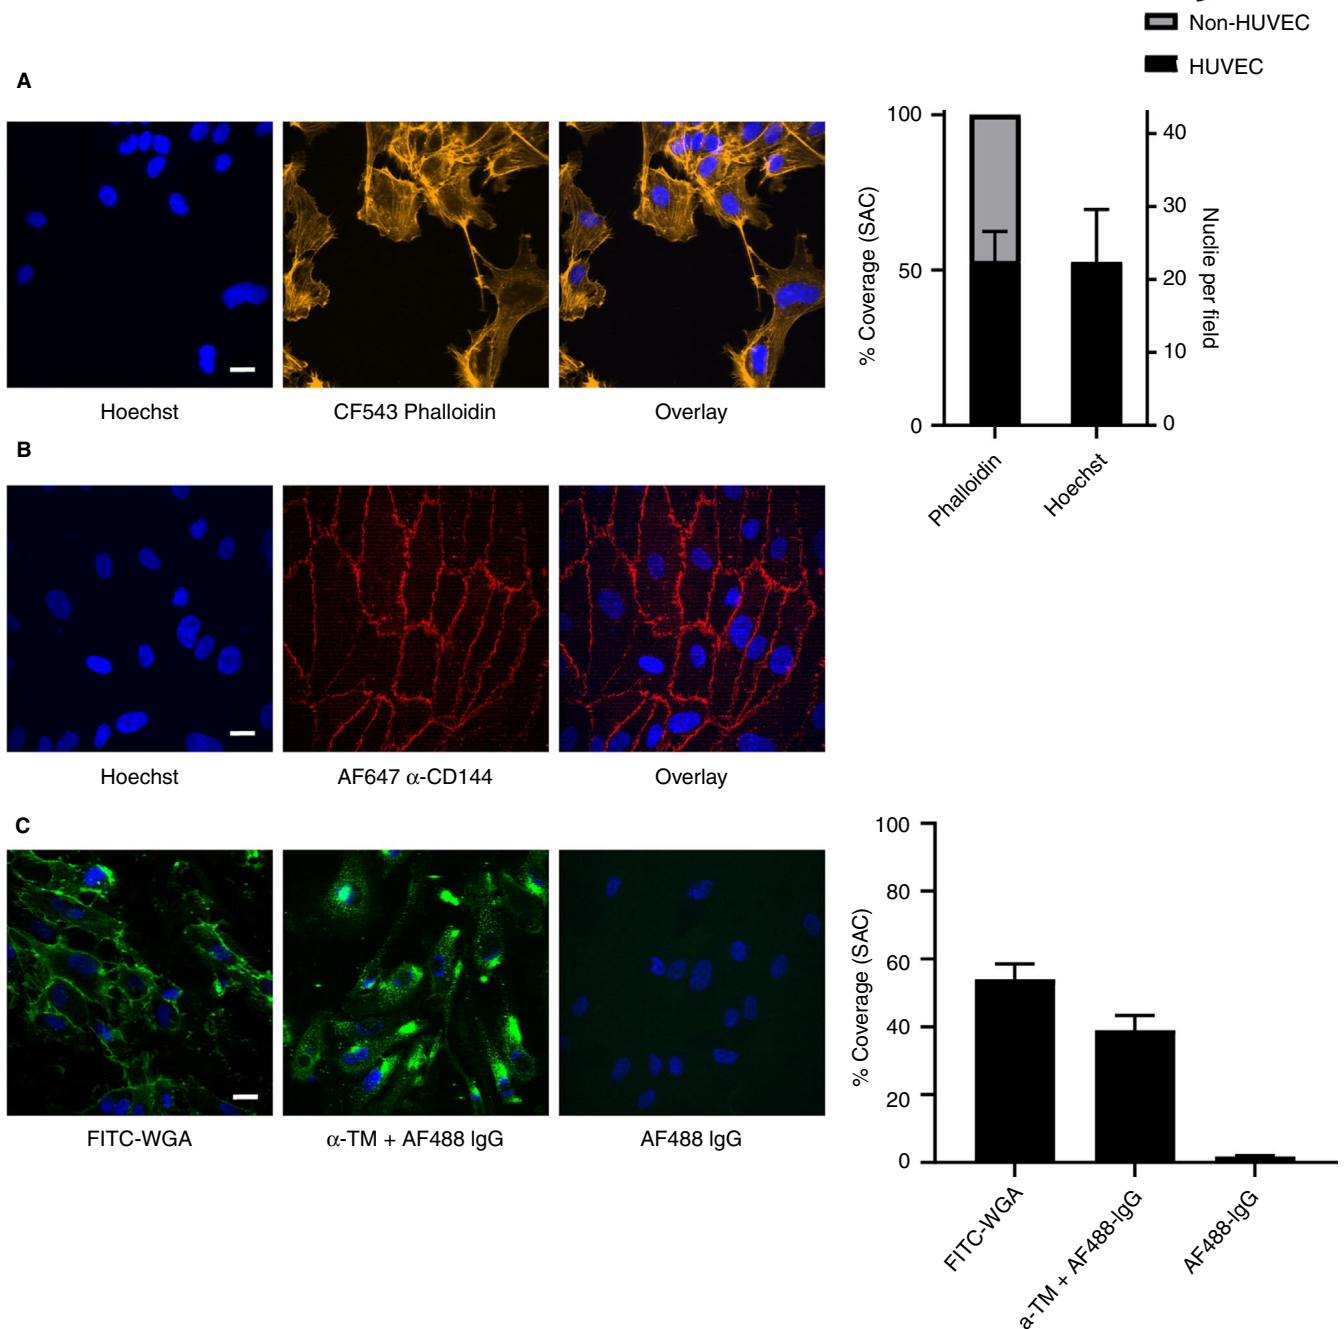 Non-HUVEC
HUVEC
A
Hoechst
CF543 Phalloidin
Overlay
100
50
0
% Coverage (SAC)
40
30
20
10
0
Nuclie per field
Phalloidin
Hoechst
B
Hoechst
AF647 α-CD144
Overlay
C
FITC-WGA
α-TM + AF488 IgG
AF488 IgG
100
80
60
40
20
0
% Coverage (SAC)
FITC-WGA
a-TM + AF488-IgG
AF488-IgG